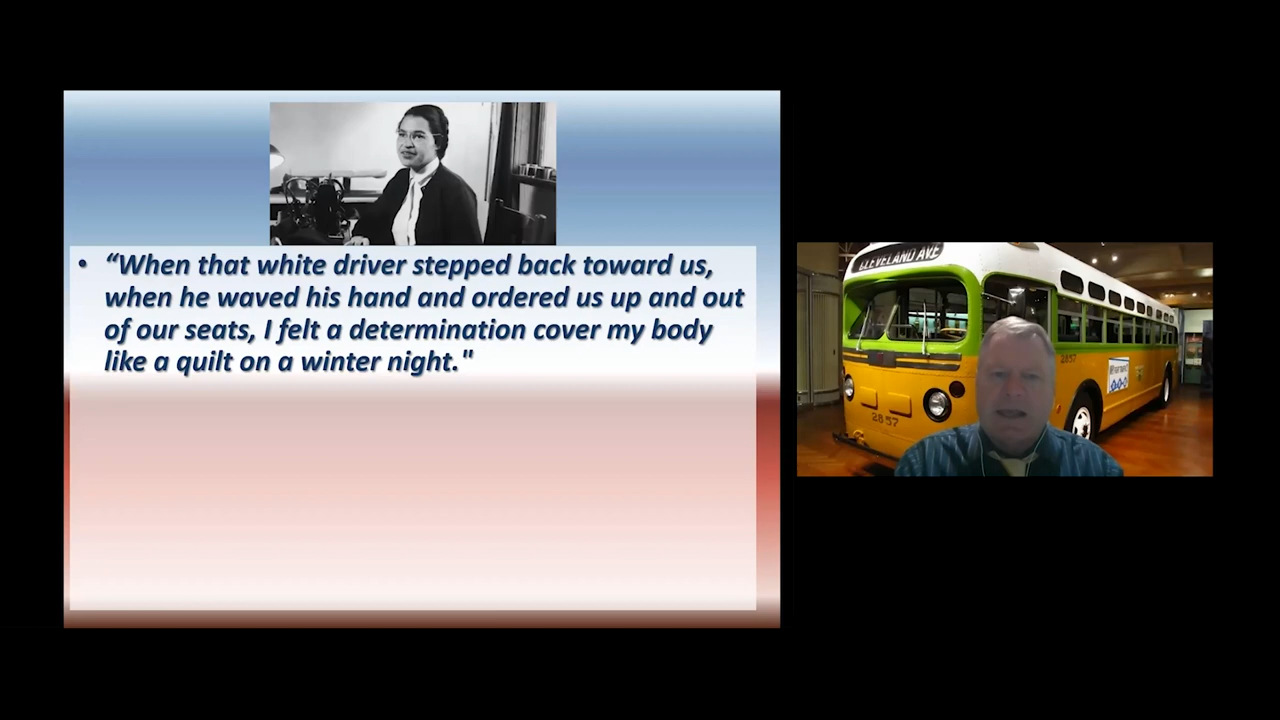 • “When that white driver stepped back toward us,
when he waved his hand and ordered us up and out
of our seats, I felt a determination cover my body
like a quilt on a winter night."
CLEVELAND AVE
2857
2857